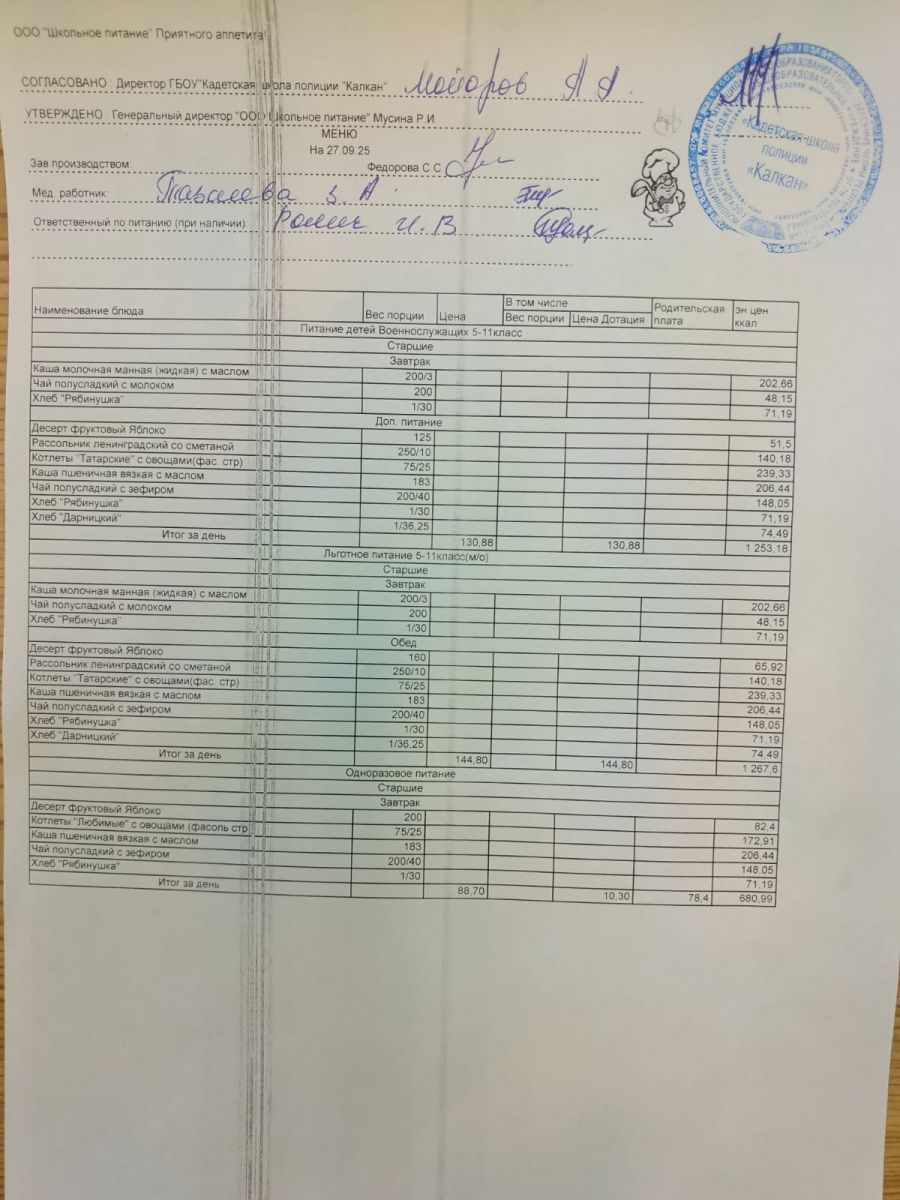 ООО "Школьное питание" Приятного аппетита!
СОГЛАСОВАНО : Директор ГБОУ"Кадетская школа полиции "Калкан" Майоров А А.
УТВЕРЖДЕНО : Генеральный директор "ООО Школьное питание" Мусина Р.И.
МЕНЮ
На 27.09.25
Зав производством: Федорова С С
Мед. работник: З. А.
Ответственный по питанию (при наличии): И. В
«Кадетская-школа
полиции
«Калкан»
Наименование блюда Вес порции Цена В том числе Родительская плата эн цен ккал
Вес порции Цена Дотация
Питание детей Военнослужащих 5-11класс
Старшие
Завтрак
Каша молочная манная (жидкая) с маслом 200/3 202,66
Чай полусладкий с молоком 200 48,15
Хлеб "Рябинушка" 1/30 71,19
Доп. питание
Десерт фруктовый Яблоко 125 51,5
Рассольник ленинградский со сметаной 250/10 140,18
Котлеты "Татарские" с овощами(фас. стр) 75/25 239,33
Каша пшеничная вязкая с маслом 183 206,44
Чай полусладкий с зефиром 200/40 148,05
Хлеб "Рябинушка" 1/30 71,19
Хлеб "Дарницкий" 1/36,25 74,49
Итог за день 130,88 130,88 1 253,18
Льготное питание 5-11класс(м/о)
Старшие
Завтрак
Каша молочная манная (жидкая) с маслом 200/3 202,66
Чай полусладкий с молоком 200 48,15
Хлеб "Рябинушка" 1/30 71,19
Обед
Десерт фруктовый Яблоко 160 65,92
Рассольник ленинградский со сметаной 250/10 140,18
Котлеты "Татарские" с овощами(фас. стр) 75/25 239,33
Каша пшеничная вязкая с маслом 183 206,44
Чай полусладкий с зефиром 200/40 148,05
Хлеб "Рябинушка" 1/30 71,19
Хлеб "Дарницкий" 1/36,25 74,49
Итог за день 144,80 144,80 1 267,6
Одноразовое питание
Старшие
Завтрак
Десерт фруктовый Яблоко 200 82,4
Котлеты "Любимые" с овощами (фасоль стр 75/25 172,91
Каша пшеничная вязкая с маслом 183 206,44
Чай полусладкий с зефиром 200/40 148,05
Хлеб "Рябинушка" 1/30 71,19
Итог за день 88,70 10,30 78,4 680,99